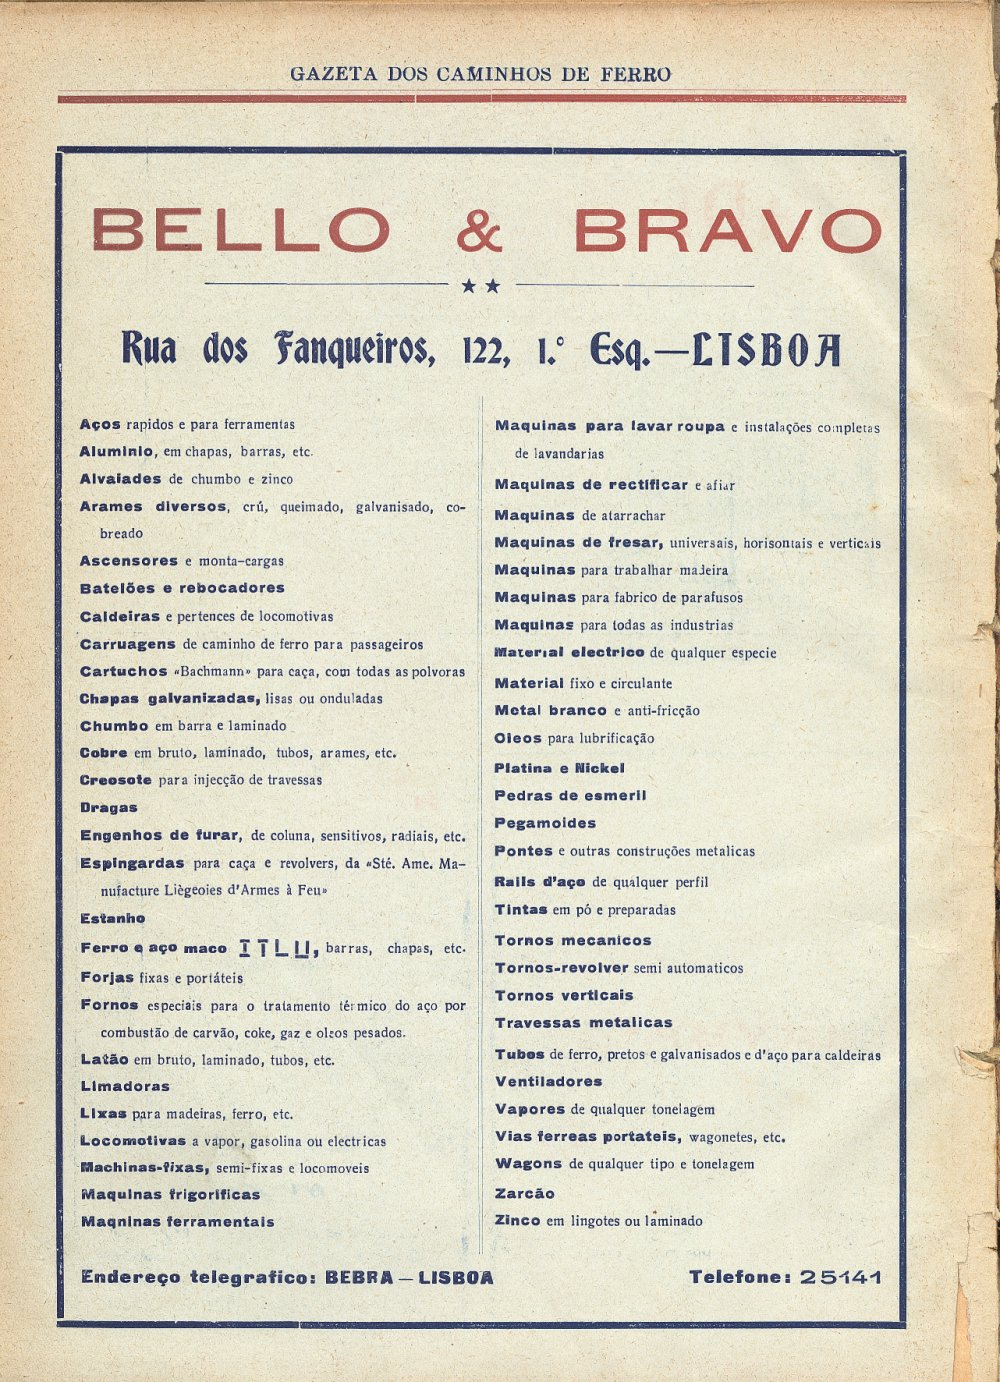 GAZETA DOS CAMINHOS DE FERRO
BELLO & BRAVO
★★
Rua dos Fanqueiros, 122, 1.º Esq.—LISBOA
Aços rapidos e para ferramentas
Aluminio, em chapas, barras, etc.
Alvaiades de chumbo e zinco
Arames diversos, crú, queimado, galvanisado, co-
breado
Ascensores e monta-cargas
Batelões e rebocadores
Caldeiras e pertences de locomotivas
Carruagens de caminho de ferro para passageiros
Cartuchos «Bachmann» para caça, com todas as polvoras
Chapas galvanizadas, lisas ou onduladas
Chumbo em barra e laminado
Cobre em bruto, laminado, tubos, arames, etc.
Creosote para injecção de travessas
Dragas
Engenhos de furar, de coluna, sensitivos, radiais, etc.
Espingardas para caça e revolvers, da «Sté. Ame. Ma-
nufacture Liègeoies d'Armes à Feu»
Estanho
Ferro e aço maco I T L U, barras, chapas, etc.
Forjas fixas e portáteis
Fornos especiais para o tratamento térmico do aço por
combustão de carvão, coke, gaz e oleos pesados.
Latão em bruto, laminado, tubos, etc.
Limadoras
Lixas para madeiras, ferro, etc.
Locomotivas a vapor, gasolina ou electricas
Machinas-fixas, semi-fixas e locomoveis
Maquinas frigorificas
Maqninas ferramentais
Maquinas para lavar roupa e instalações completas
de lavandarias
Maquinas de rectificar e afiar
Maquinas de atarrachar
Maquinas de fresar, universais, horisontais e verticais
Maquinas para trabalhar madeira
Maquinas para fabrico de parafusos
Maquinas para todas as industrias
Material electrico de qualquer especie
Material fixo e circulante
Metal branco e anti-fricção
Oleos para lubrificação
Platina e Nickel
Pedras de esmeril
Pegamoides
Pontes e outras construções metalicas
Rails d'aço de qualquer perfil
Tintas em pó e preparadas
Tornos mecanicos
Tornos-revolver semi automaticos
Tornos verticais
Travessas metalicas
Tubos de ferro, pretos e galvanisados e d'aço para caldeiras
Ventiladores
Vapores de qualquer tonelagem
Vias ferreas portateis, wagonetes, etc.
Wagons de qualquer tipo e tonelagem
Zarcão
Zinco em lingotes ou laminado
Endereço telegrafico: BEBRA—LISBOA
Telefone: 25141